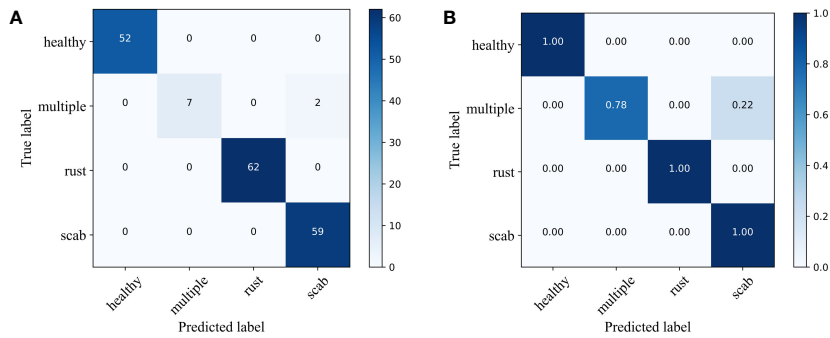 A
True label
healthy 52 0 0 0
multiple 0 7 0 2
rust 0 0 62 0
scab 0 0 0 59
healthy multiple rust scab
Predicted label
60
50
40
30
20
10
0
B
True label
healthy 1.00 0.00 0.00 0.00
multiple 0.00 0.78 0.00 0.22
rust 0.00 0.00 1.00 0.00
scab 0.00 0.00 0.00 1.00
healthy multiple rust scab
Predicted label
1.0
0.8
0.6
0.4
0.2
0.0